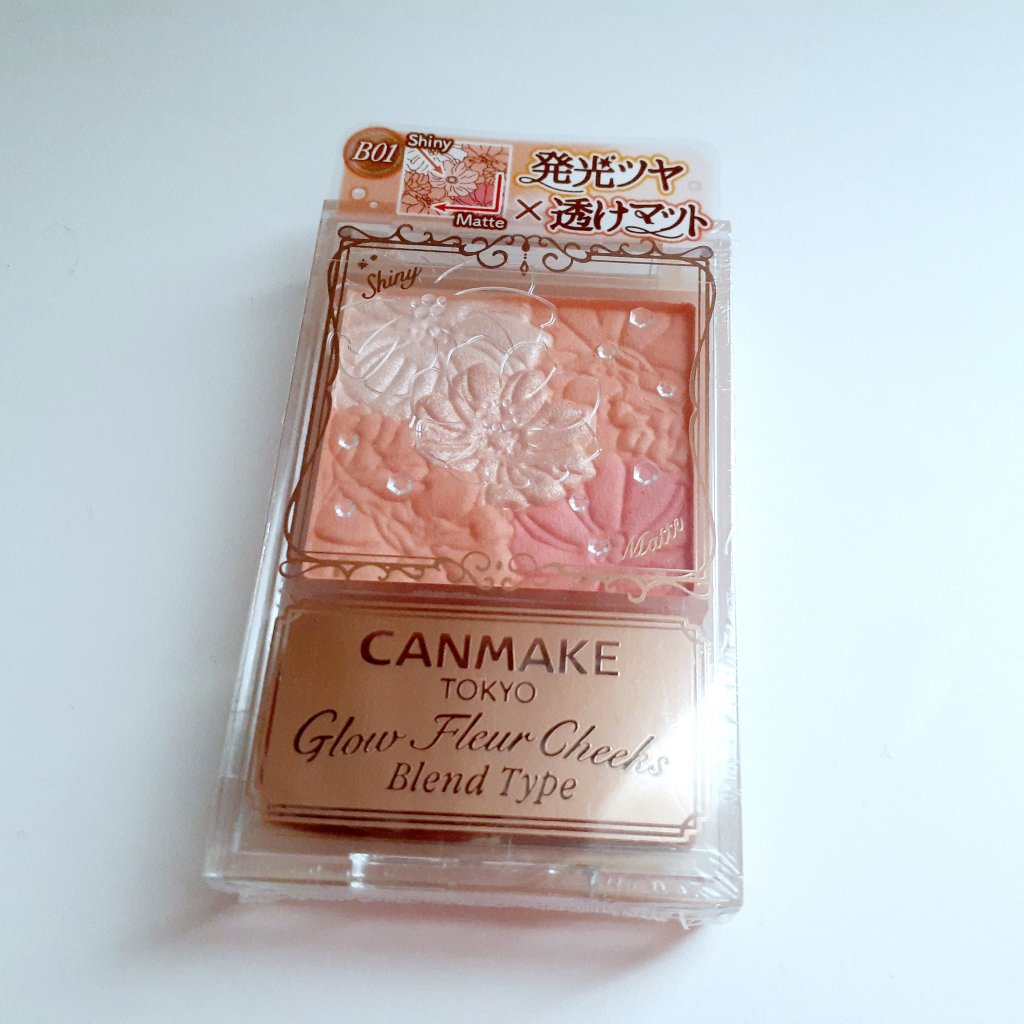 B01
Shiny
Matte
発光ツヤ
×透けマット
Shiny
Matte
CANMAKE
TOKYO
Glow Fleur Cheeks
Blend Type